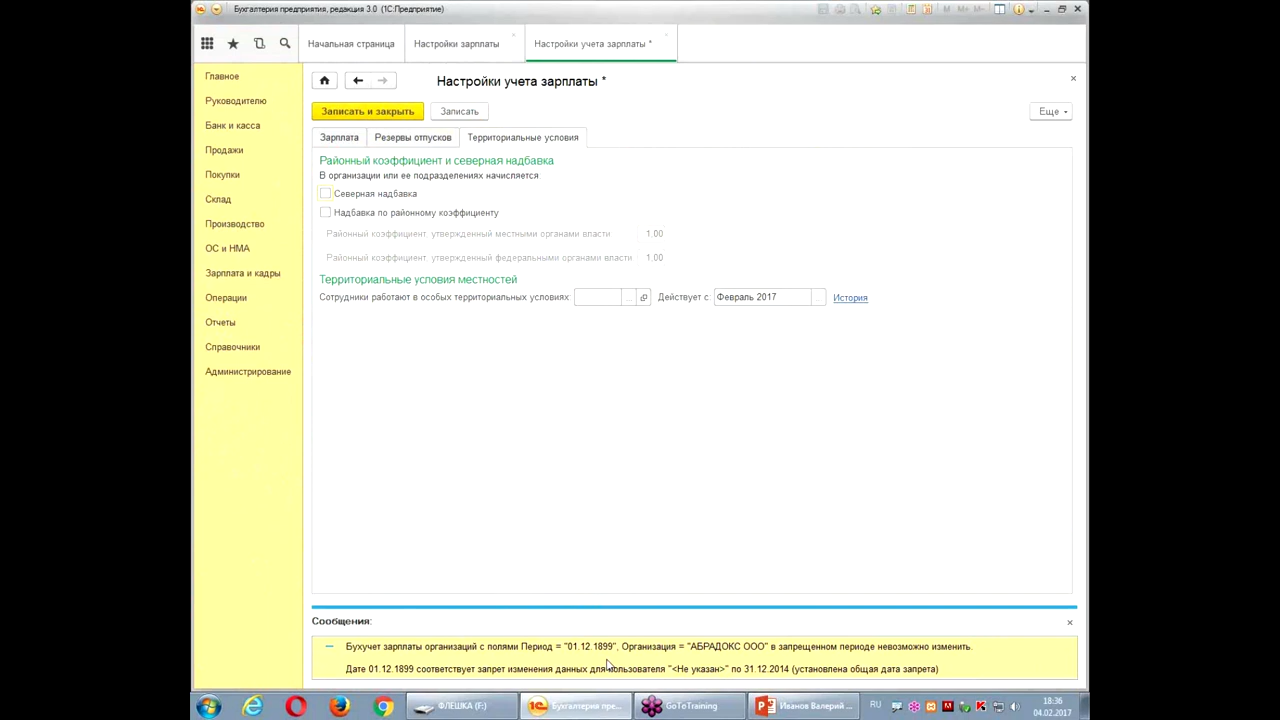 Бухгалтерия предприятия, редакция 3.0 (1С:Предприятие)
M M+ M-
Начальная страница
Настройки зарплаты
Настройки учета зарплаты *
Главное
Руководителю
Банк и касса
Продажи
Покупки
Склад
Производство
ОС и НМА
Зарплата и кадры
Операции
Отчеты
Справочники
Администрирование
Настройки учета зарплаты *
Записать и закрыть
Записать
Еще
Зарплата
Резервы отпусков
Территориальные условия
Районный коэффициент и северная надбавка
В организации или ее подразделениях начисляется:
Северная надбавка
Надбавка по районному коэффициенту
Районный коэффициент, утвержденный местными органами власти 1,00
Районный коэффициент, утвержденный федеральными органами власти 1,00
Территориальные условия местностей
Сотрудники работают в особых территориальных условиях: ... Действует с: Февраль 2017 ... История
Сообщения:
Бухучет зарплаты организаций с полями Период = "01.12.1899", Организация = "АБРАДОКС ООО" в запрещенном периоде невозможно изменить.
Дате 01.12.1899 соответствует запрет изменения данных для пользователя "<Не указан>" по 31.12.2014 (установлена общая дата запрета)
ФЛЕШКА (F:)
Бухгалтерия пре...
GoToTraining
Иванов Валерий ...
RU
18:36
04.02.2017